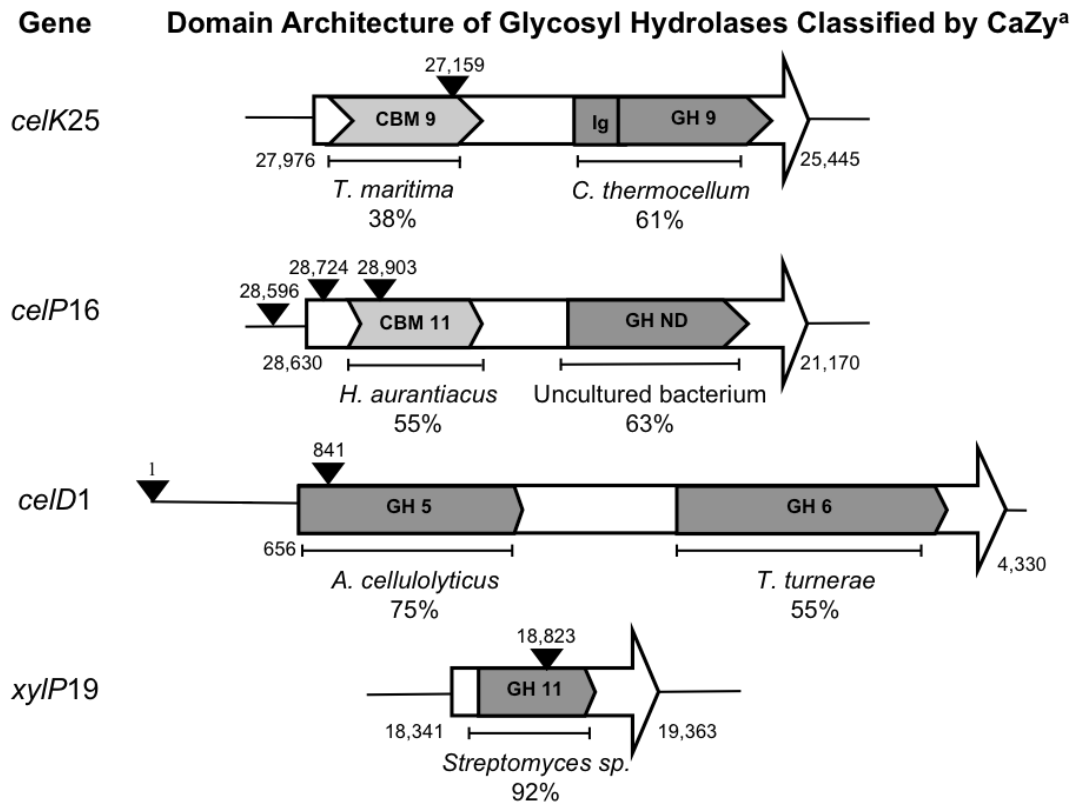 Gene Domain Architecture of Glycosyl Hydrolases Classified by CaZyᵃ
27,159
celK25 CBM 9 Ig GH 9
27,976 25,445
T. maritima C. thermocellum
38% 61%
28,724 28,903
28,596
celP16 CBM 11 GH ND
28,630 21,170
H. aurantiacus Uncultured bacterium
55% 63%
1 841
celD1 GH 5 GH 6
656 4,330
A. cellulolyticus T. turnerae
75% 55%
18,823
xylP19 GH 11
18,341 19,363
Streptomyces sp.
92%